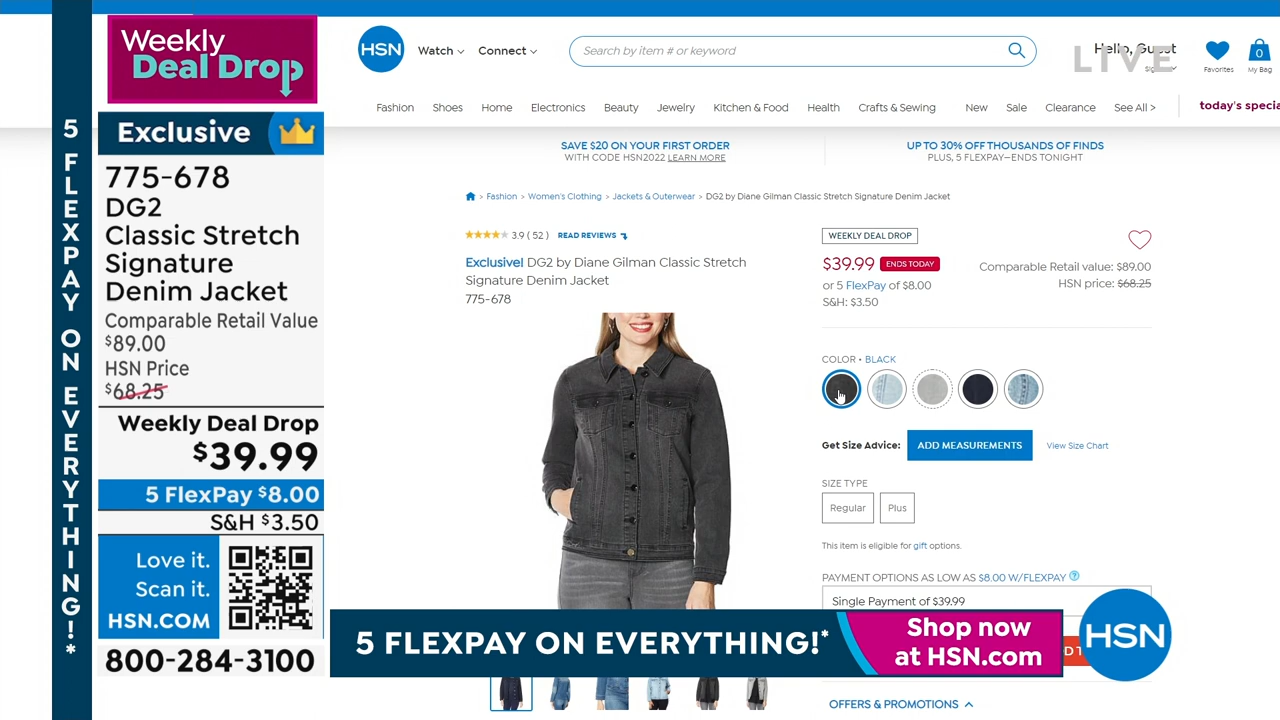 5 FLEXPAY ON EVERYTHING!*
Weekly
Deal Drop
Exclusive
775-678
DG2
Classic Stretch
Signature
Denim Jacket
Comparable Retail Value
$89.00
HSN Price
$68.25
Weekly Deal Drop
$39.99
5 FlexPay $8.00
S&H $3.50
Love it.
Scan it.
HSN.COM
800-284-3100
HSN
Watch
Connect
Search by item # or keyword
Hello, Guest
LIVE
Favorites
0
My Bag
Fashion Shoes Home Electronics Beauty Jewelry Kitchen & Food Health Crafts & Sewing New Sale Clearance See All >
today's specia
SAVE $20 ON YOUR FIRST ORDER
WITH CODE HSN2022 LEARN MORE
UP TO 30% OFF THOUSANDS OF FINDS
PLUS, 5 FLEXPAY—ENDS TONIGHT
> Fashion > Women's Clothing > Jackets & Outerwear > DG2 by Diane Gilman Classic Stretch Signature Denim Jacket
3.9 ( 52 ) READ REVIEWS
Exclusive! DG2 by Diane Gilman Classic Stretch
Signature Denim Jacket
775-678
WEEKLY DEAL DROP
$39.99 ENDS TODAY
or 5 FlexPay of $8.00
S&H: $3.50
Comparable Retail value: $89.00
HSN price: $68.25
COLOR • BLACK
Get Size Advice: ADD MEASUREMENTS View Size Chart
SIZE TYPE
Regular Plus
This item is eligible for gift options.
PAYMENT OPTIONS AS LOW AS $8.00 W/FLEXPAY ?
Single Payment of $39.99
5 FLEXPAY ON EVERYTHING!*
Shop now
at HSN.com
HSN
OFFERS & PROMOTIONS